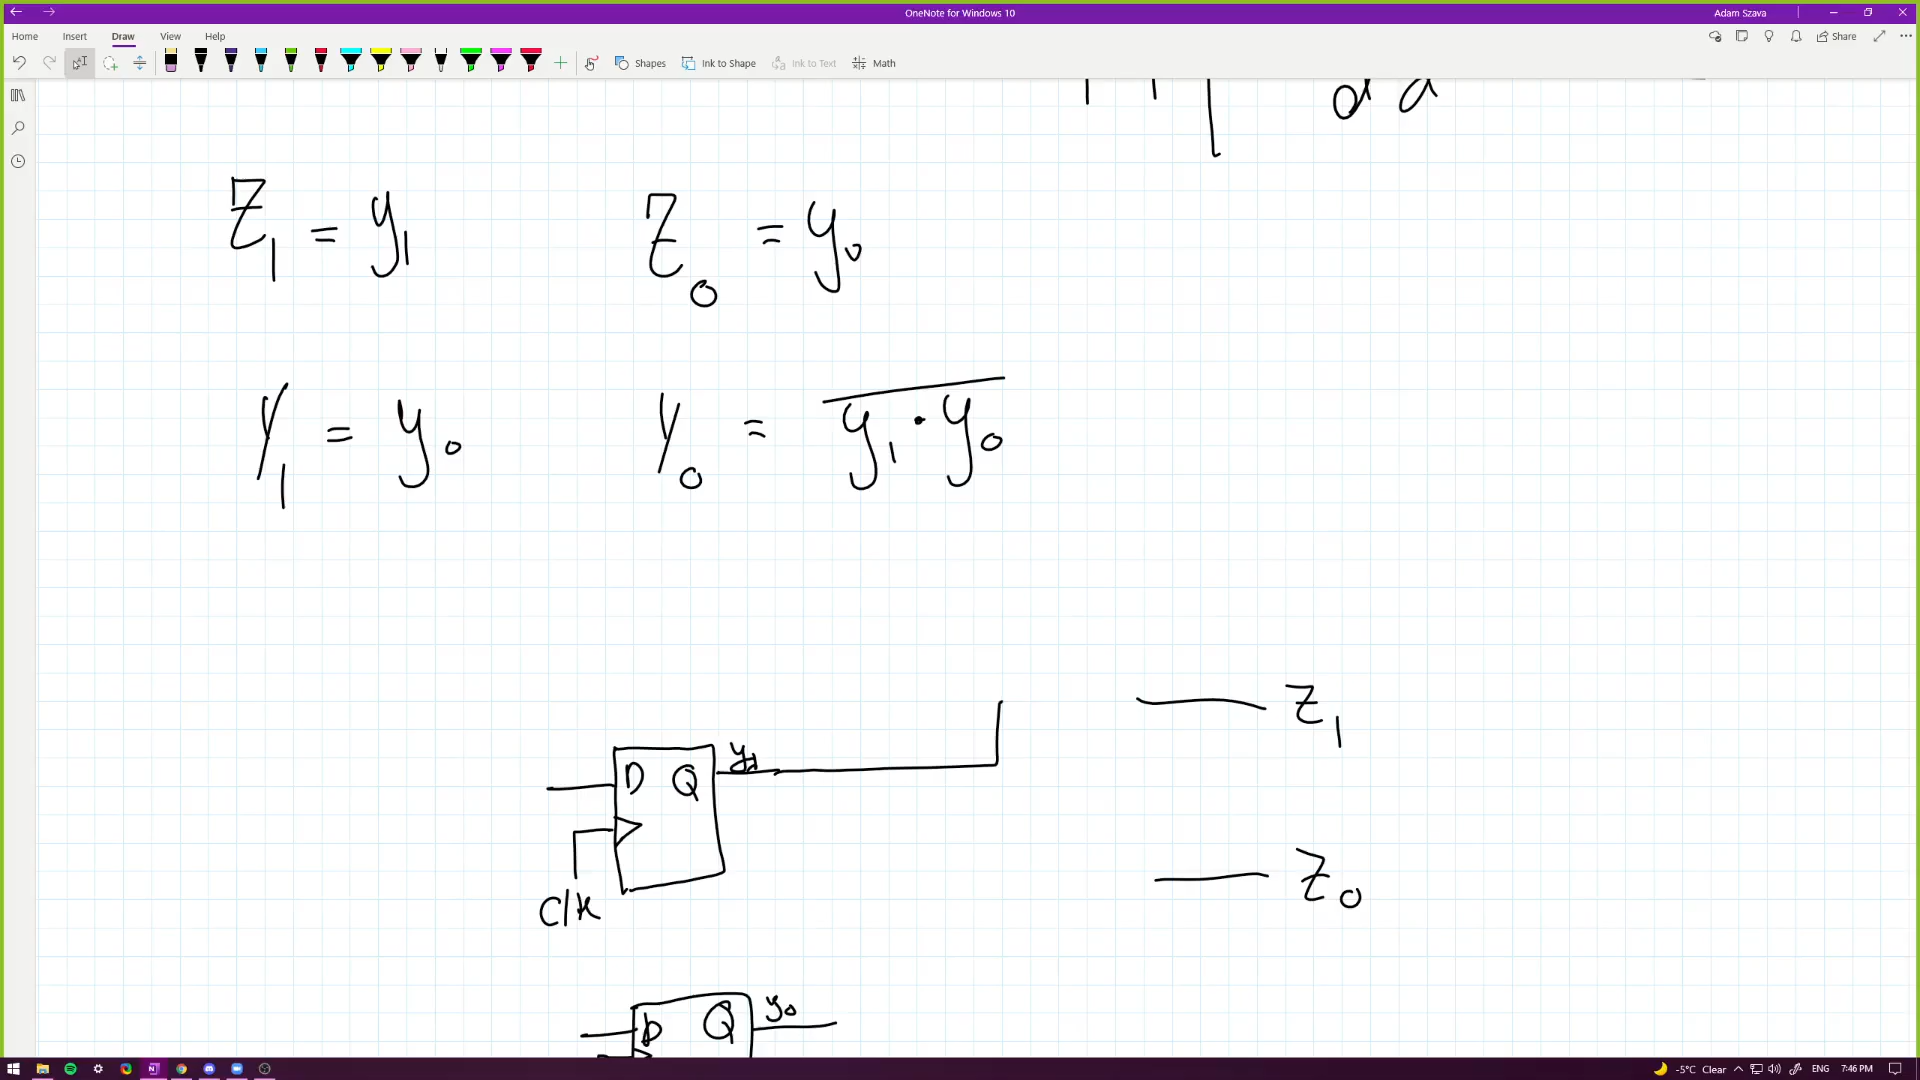 OneNote for Windows 10
Adam Szava
Home Insert Draw View Help
Share
Shapes Ink to Shape Ink to Text Math
d d
Z1 = y1 Z0 = y0
Y1 = y0 Y0 = \overline{y1 · y0}
Z1
y1
D Q
Z0
Clk
y0
D Q
-5°C Clear ENG 7:46 PM